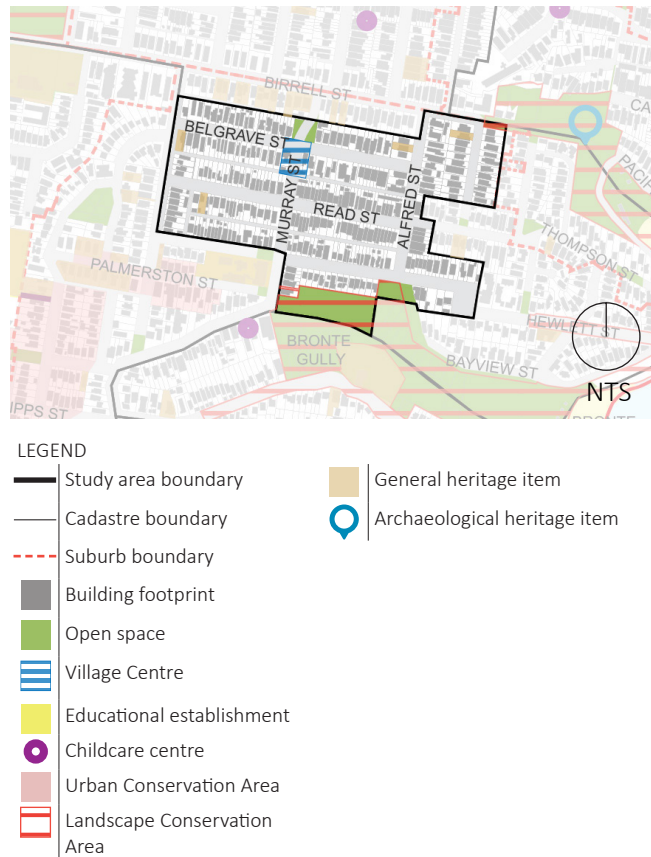 BIRRELL ST
CA
BELGRAVE ST
MURRAY ST
READ ST
ALFRED ST
PACIF
THOMPSON ST
PALMERSTON ST
HEWLETT ST
BRONTE
GULLY
BAYVIEW ST
NTS
IPPS ST
LEGEND
Study area boundary
Cadastre boundary
Suburb boundary
Building footprint
Open space
Village Centre
Educational establishment
Childcare centre
Urban Conservation Area
Landscape Conservation
Area
General heritage item
Archaeological heritage item